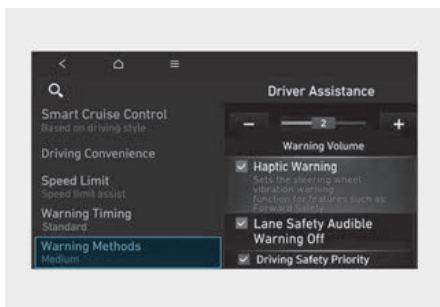 Driver Assistance
Smart Cruise Control
Based on driving style
Driving Convenience
Speed Limit
Speed limit assist
Warning Timing
Standard
Warning Methods
Medium
2
Warning Volume
Haptic Warning
Sets the steering wheel
vibration warning
function for features such as:
Forward Safety
Lane Safety Audible
Warning Off
Driving Safety Priority